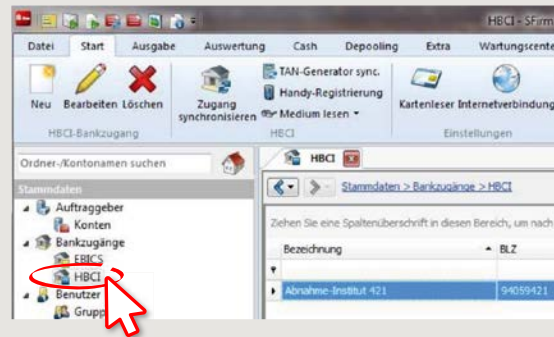 HBCI - SFirm
Datei Start Ausgabe Auswertung Cash Depooling Extra Wartungscente
Neu Bearbeiten Löschen Zugang synchronisieren TAN-Generator sync. Handy-Registrierung Medium lesen Kartenleser Internetverbindung
HBCI-Bankzugang HBCI Einstellungen
Ordner-/Kontonamen suchen
HBCI
Stammdaten
Stammdaten > Bankzugänge > HBCI
Auftraggeber
Konten
Bankzugänge
EBICS
HBCI
Benutzer
Grupp
Ziehen Sie eine Spaltenüberschrift in diesen Bereich, um nach
Bezeichnung BLZ
Abnahme-Institut 421 94059421